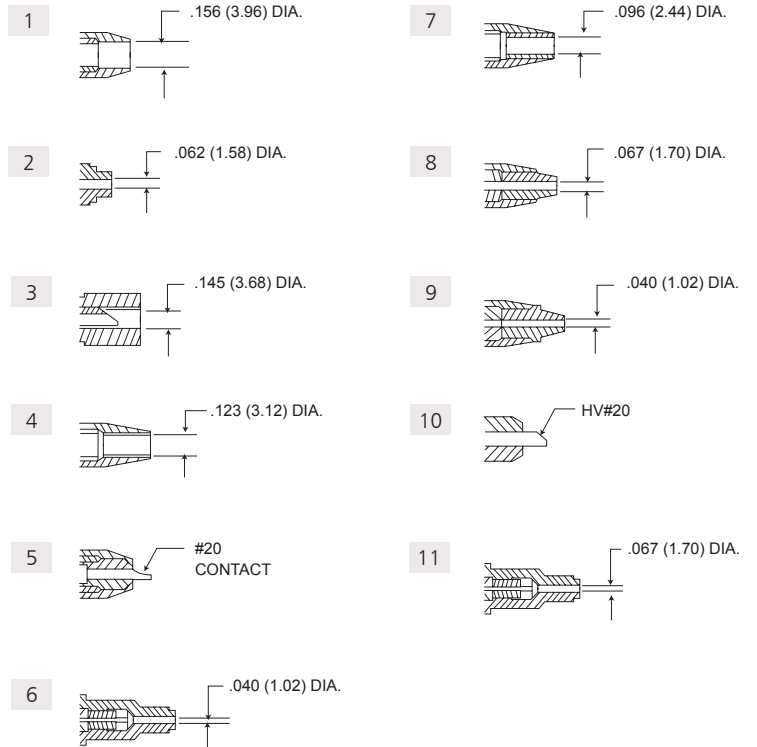 1
.156 (3.96) DIA.
2
.062 (1.58) DIA.
3
.145 (3.68) DIA.
4
.123 (3.12) DIA.
5
#20
CONTACT
6
.040 (1.02) DIA.
7
.096 (2.44) DIA.
8
.067 (1.70) DIA.
9
.040 (1.02) DIA.
10
HV#20
11
.067 (1.70) DIA.